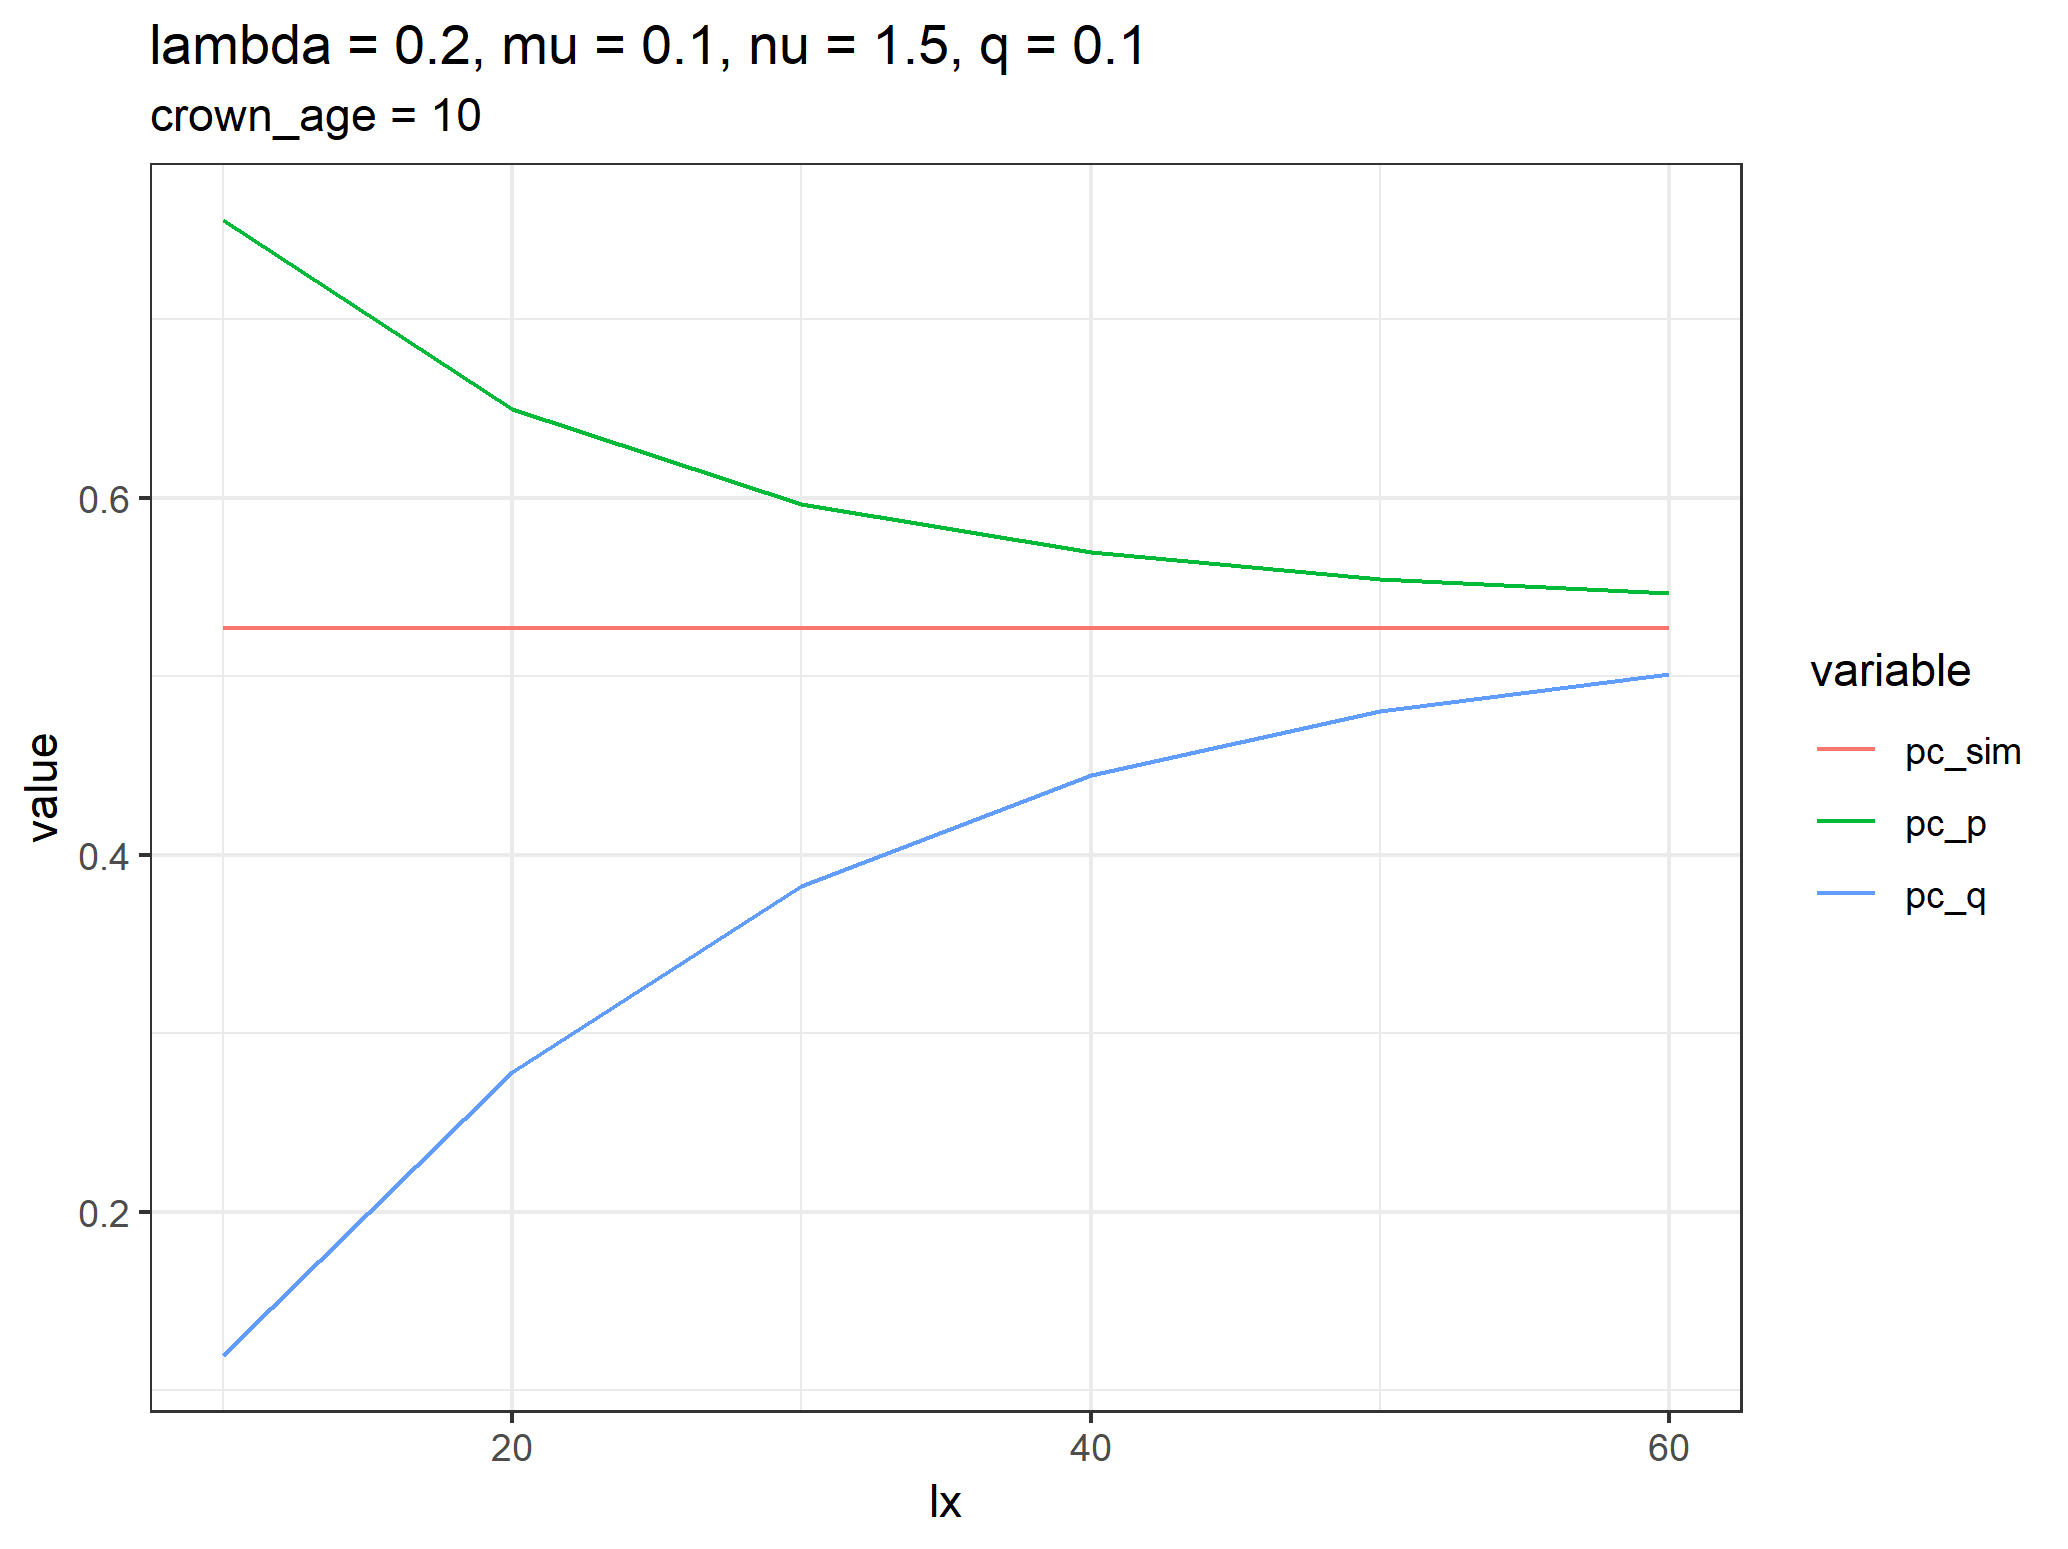 lambda = 0.2, mu = 0.1, nu = 1.5, q = 0.1
crown_age = 10
value
0.6
0.4
0.2
20
40
60
lx
variable
pc_sim
pc_p
pc_q